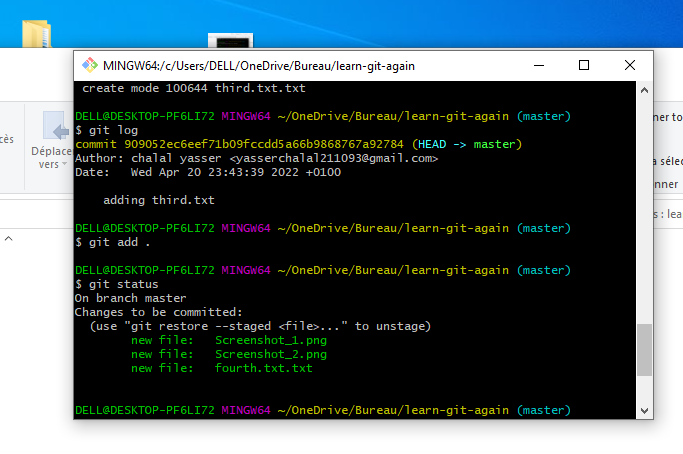 MINGW64:/c/Users/DELL/OneDrive/Bureau/learn-git-again
create mode 100644 third.txt.txt
DELL@DESKTOP-PF6LI72 MINGW64 ~/OneDrive/Bureau/learn-git-again (master)
$ git log
commit 909052ec6eef71b09fccdd5a66b9868767a92784 (HEAD -> master)
Author: chalal yasser <yasserchalal211093@gmail.com>
Date:   Wed Apr 20 23:43:39 2022 +0100
adding third.txt
DELL@DESKTOP-PF6LI72 MINGW64 ~/OneDrive/Bureau/learn-git-again (master)
$ git add .
DELL@DESKTOP-PF6LI72 MINGW64 ~/OneDrive/Bureau/learn-git-again (master)
$ git status
On branch master
Changes to be committed:
(use "git restore --staged <file>..." to unstage)
new file:   Screenshot_1.png
new file:   Screenshot_2.png
new file:   fourth.txt.txt
DELL@DESKTOP-PF6LI72 MINGW64 ~/OneDrive/Bureau/learn-git-again (master)
cès
Déplace
vers
ner to
a sélec
nner
s : lea